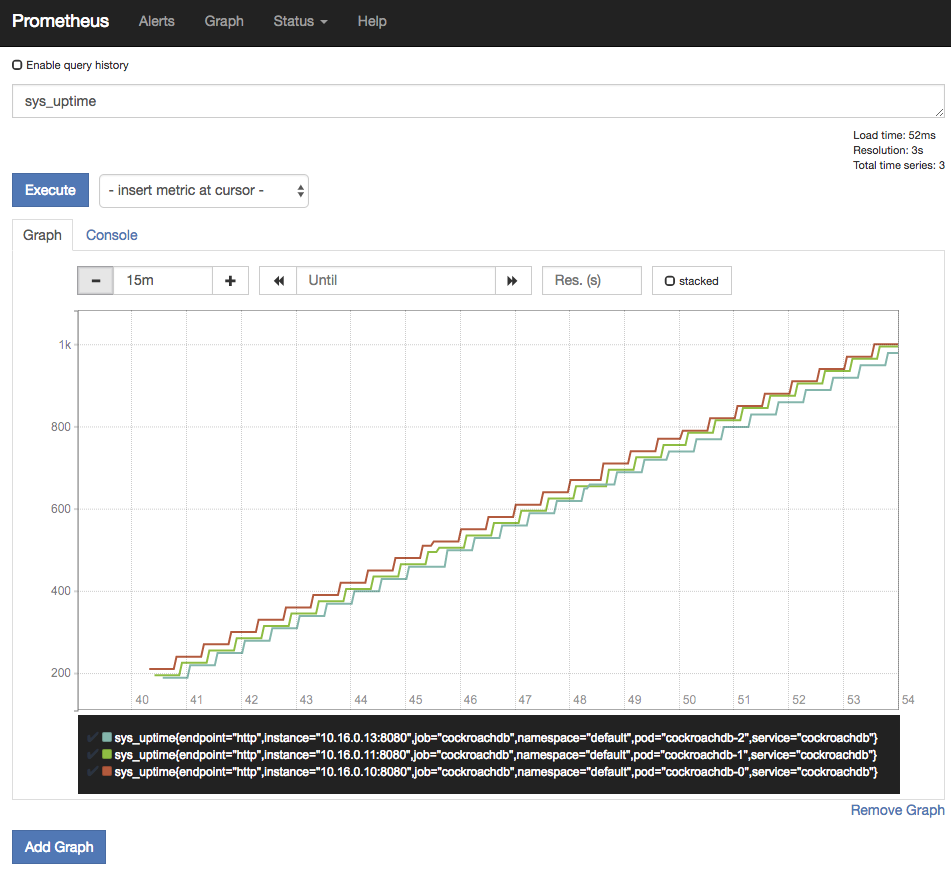 Prometheus Alerts Graph Status Help
Enable query history
sys_uptime
Load time: 52ms
Resolution: 3s
Total time series: 3
Execute - insert metric at cursor -
Graph Console
- 15m + Until Res. (s) stacked
1k
800
600
400
200
40 41 42 43 44 45 46 47 48 49 50 51 52 53 54
sys_uptime{endpoint="http",instance="10.16.0.13:8080",job="cockroachdb",namespace="default",pod="cockroachdb-2",service="cockroachdb"}
sys_uptime{endpoint="http",instance="10.16.0.11:8080",job="cockroachdb",namespace="default",pod="cockroachdb-1",service="cockroachdb"}
sys_uptime{endpoint="http",instance="10.16.0.10:8080",job="cockroachdb",namespace="default",pod="cockroachdb-0",service="cockroachdb"}
Remove Graph
Add Graph